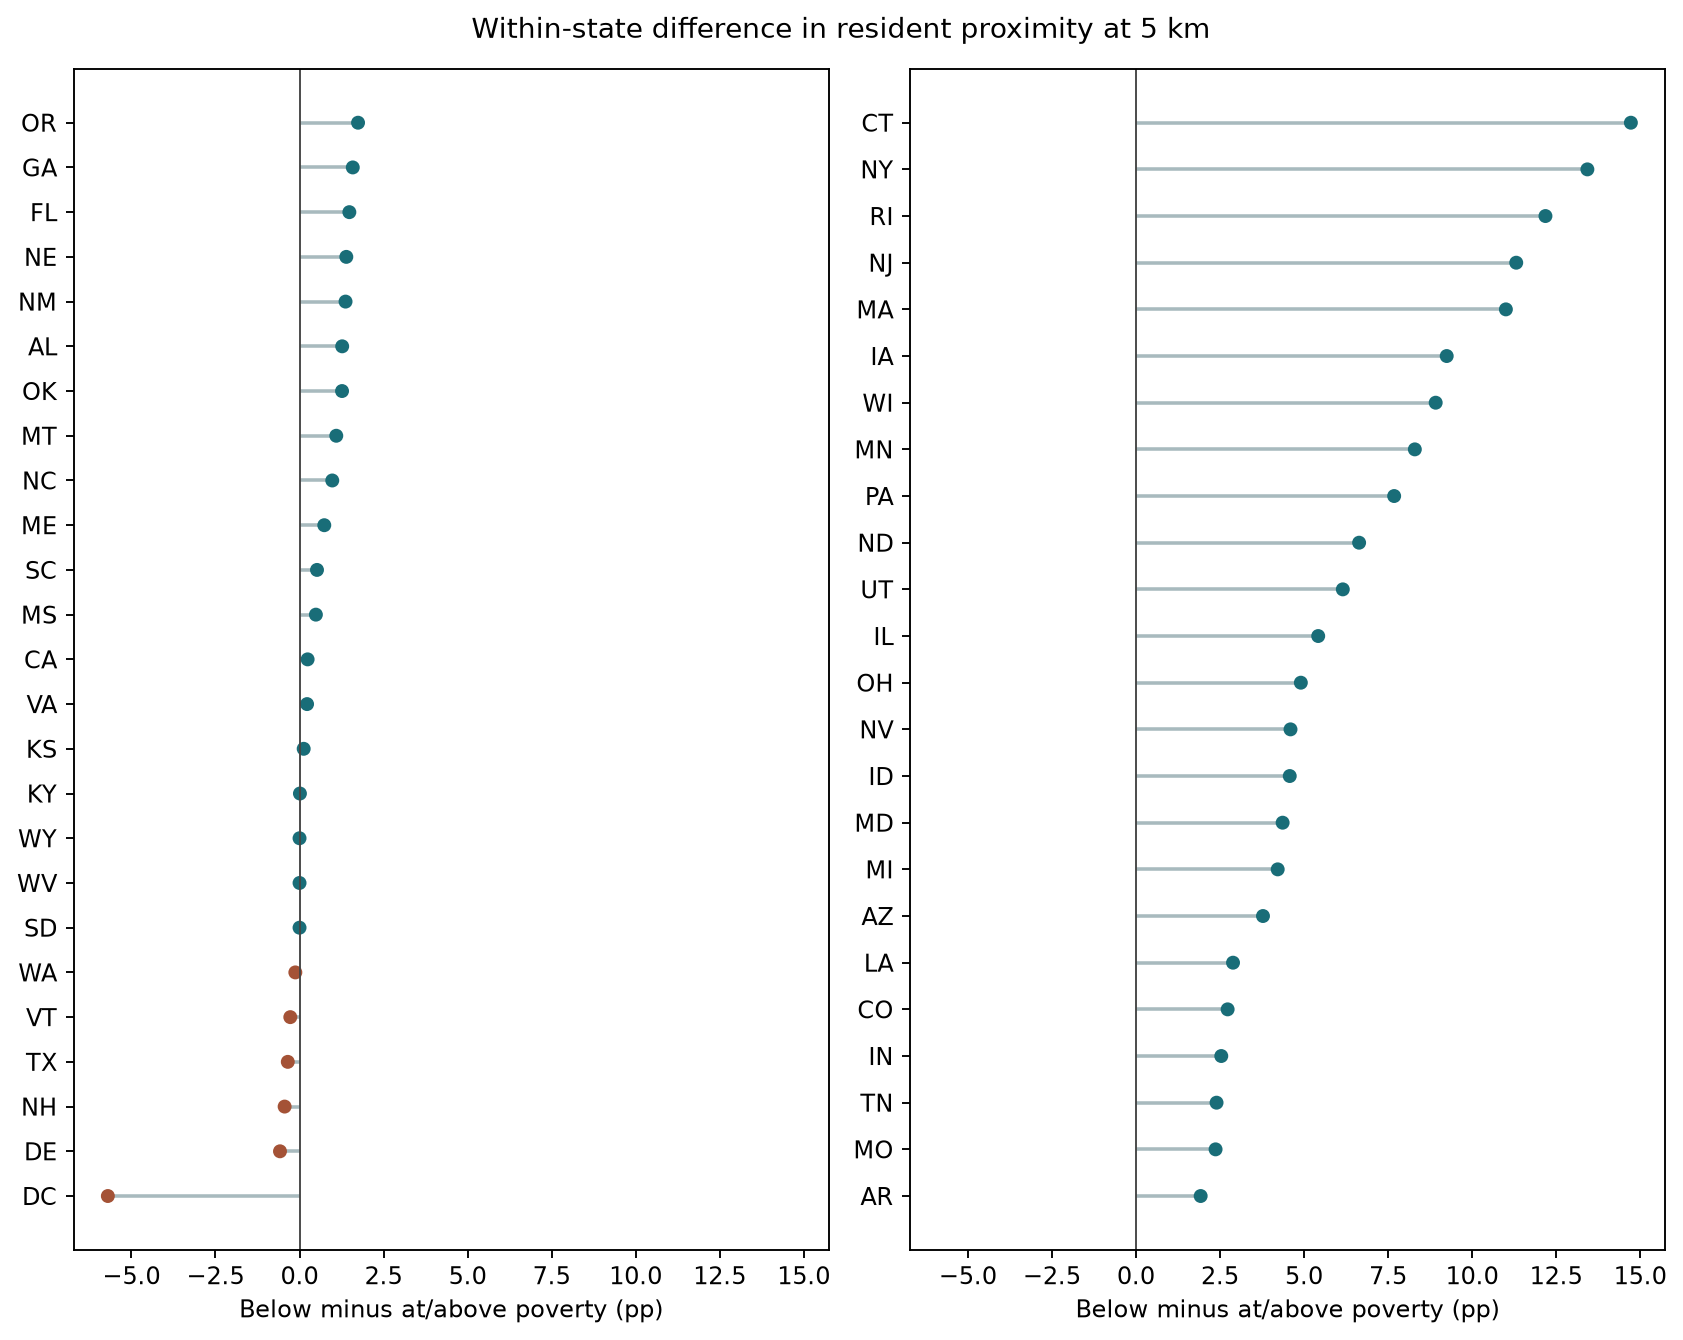 Within-state difference in resident proximity at 5 km
OR
GA
FL
NE
NM
AL
OK
MT
NC
ME
SC
MS
CA
VA
KS
KY
WY
WV
SD
WA
VT
TX
NH
DE
DC
−5.0 −2.5 0.0 2.5 5.0 7.5 10.0 12.5 15.0
Below minus at/above poverty (pp)
CT
NY
RI
NJ
MA
IA
WI
MN
PA
ND
UT
IL
OH
NV
ID
MD
MI
AZ
LA
CO
IN
TN
MO
AR
−5.0 −2.5 0.0 2.5 5.0 7.5 10.0 12.5 15.0
Below minus at/above poverty (pp)